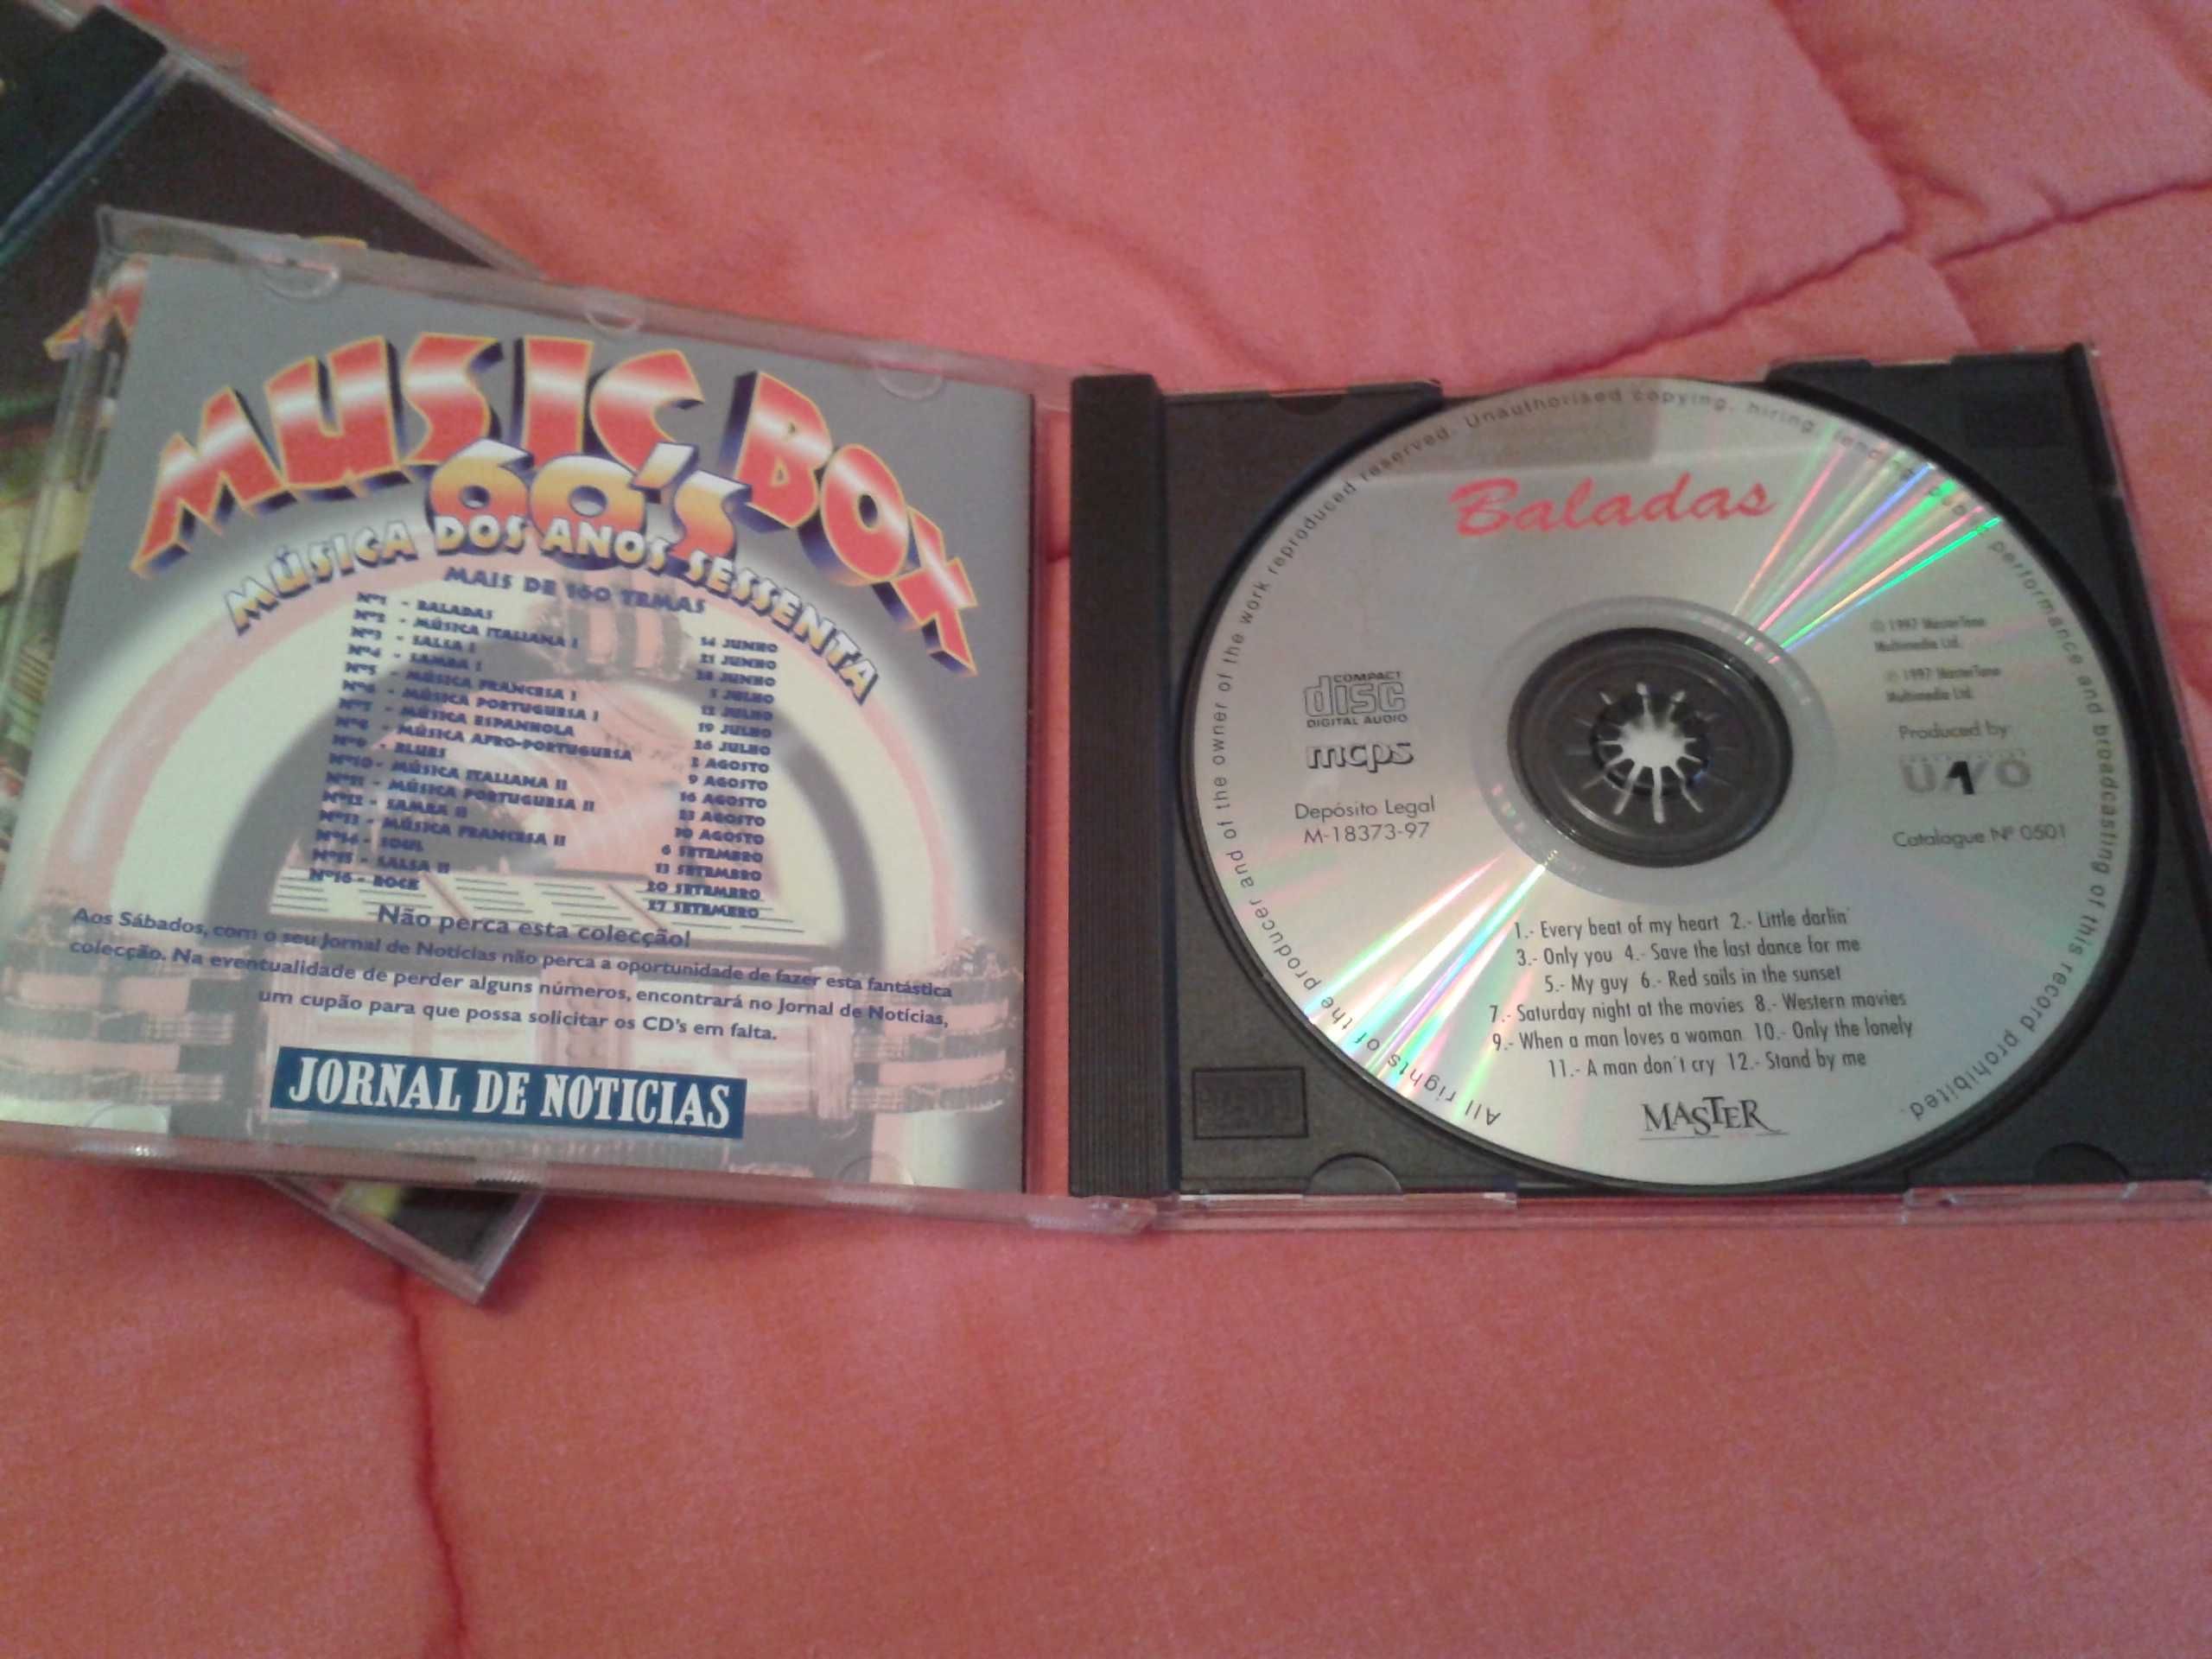 MUSIC BOX
60's
MÚSICA DOS ANOS SESSENTA
MAIS DE 160 TEMAS
Nº1 - BALADAS 14 JUNHO
Nº2 - MÚSICA ITALIANA I 21 JUNHO
Nº3 - SALSA I 28 JUNHO
Nº4 - SAMBA I 5 JULHO
Nº5 - MÚSICA FRANCESA I 12 JULHO
Nº6 - MÚSICA PORTUGUESA I 19 JULHO
Nº7 - MÚSICA ESPANHOLA 26 JULHO
Nº8 - MÚSICA AFRO-PORTUGUESA 2 AGOSTO
Nº9 - BLUES 9 AGOSTO
Nº10 - MÚSICA ITALIANA II 16 AGOSTO
Nº11 - MÚSICA PORTUGUESA II 23 AGOSTO
Nº12 - SAMBA II 30 AGOSTO
Nº13 - MÚSICA FRANCESA II 6 SETEMBRO
Nº14 - SOUL 13 SETEMBRO
Nº15 - SALSA II 20 SETEMBRO
Nº16 - ROCK 27 SETEMBRO
Não perca esta colecção!
Aos Sábados, com o seu Jornal de Notícias não perca a oportunidade de fazer esta fantástica
colecção. Na eventualidade de perder alguns números, encontrará no Jornal de Notícias,
um cupão para que possa solicitar os CD's em falta.
JORNAL DE NOTICIAS
Baladas
COMPACT
disc
DIGITAL AUDIO
mcps
Depósito Legal
M-18373-97
℗ 1997 MasterTone
Multimedia Ltd.
© 1997 MasterTone
Multimedia Ltd.
Produced by
Catalogue Nº 0501
1.- Every beat of my heart 2.- Little darlin'
3.- Only you 4.- Save the last dance for me
5.- My guy 6.- Red sails in the sunset
7.- Saturday night at the movies 8.- Western movies
9.- When a man loves a woman 10.- Only the lonely
11.- A man don't cry 12.- Stand by me
MASTER
All rights of the producer and of the owner of the work reproduced reserved. Unauthorised copying, hiring, lending, public performance and broadcasting of this record prohibited.